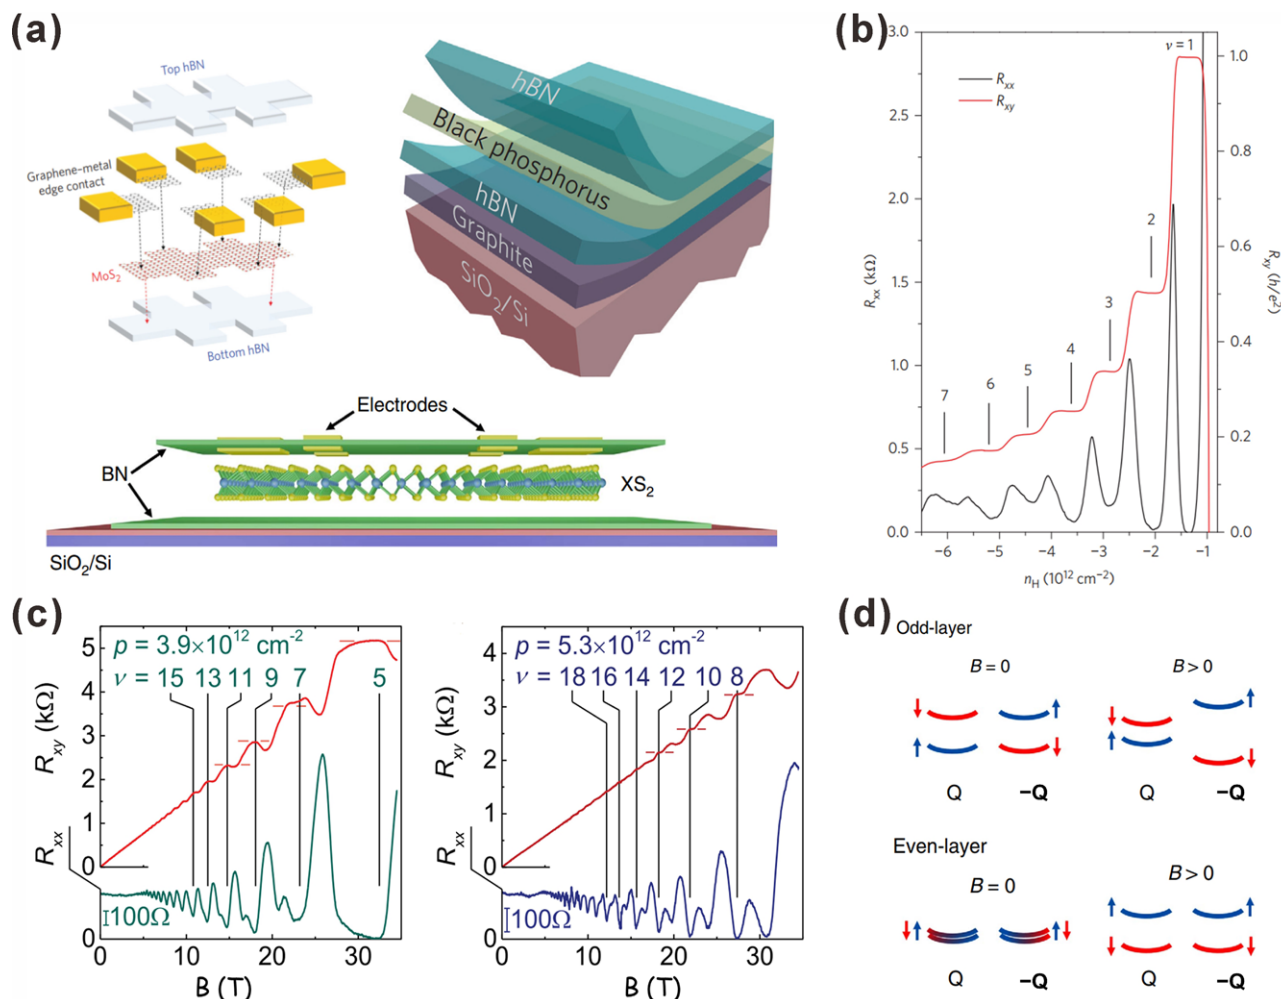 (a)
Top hBN
Graphene–metal
edge contact
MoS2
Bottom hBN
hBN
Black phosphorus
hBN
Graphite
SiO2/Si
Electrodes
BN
XS2
SiO2/Si
(b)
3.0
2.5
2.0
1.5
1.0
0.5
0.0
Rxx (kΩ)
Rxx
Rxy
ν = 1
2
3
4
5
6
7
1.0
0.8
0.6
0.4
0.2
0.0
Rxy (h/e²)
−6 −5 −4 −3 −2 −1
nH (10¹² cm⁻²)
(c)
5
4
3
2
1
0
0
Rxy (kΩ)
Rxx
p = 3.9×10¹² cm⁻²
ν = 15 13 11 9 7 5
100Ω
0 10 20 30
B (T)
4
3
2
1
0
0
Rxy (kΩ)
Rxx
p = 5.3×10¹² cm⁻²
ν = 18 16 14 12 10 8
100Ω
0 10 20 30
B (T)
(d)
Odd-layer
B = 0 B > 0
Q −Q Q −Q
Even-layer
B = 0 B > 0
Q −Q Q −Q